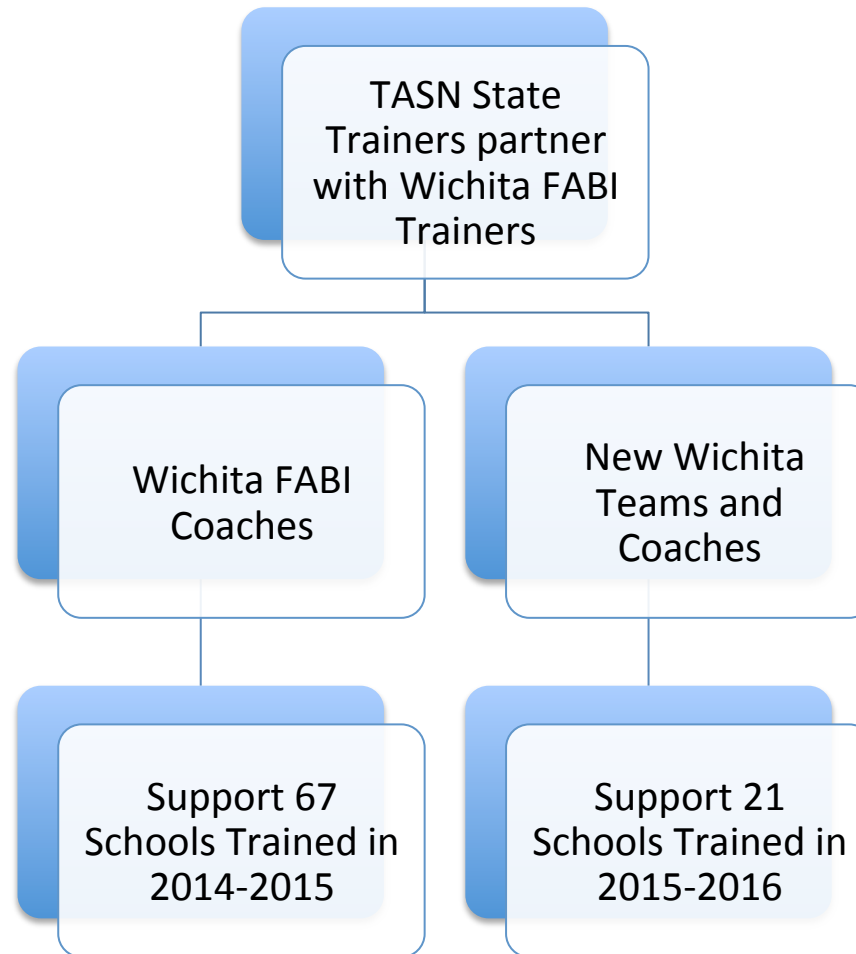 TASN State
Trainers partner
with Wichita FABI
Trainers
Wichita FABI
Coaches
New Wichita
Teams and
Coaches
Support 67
Schools Trained in
2014-2015
Support 21
Schools Trained in
2015-2016